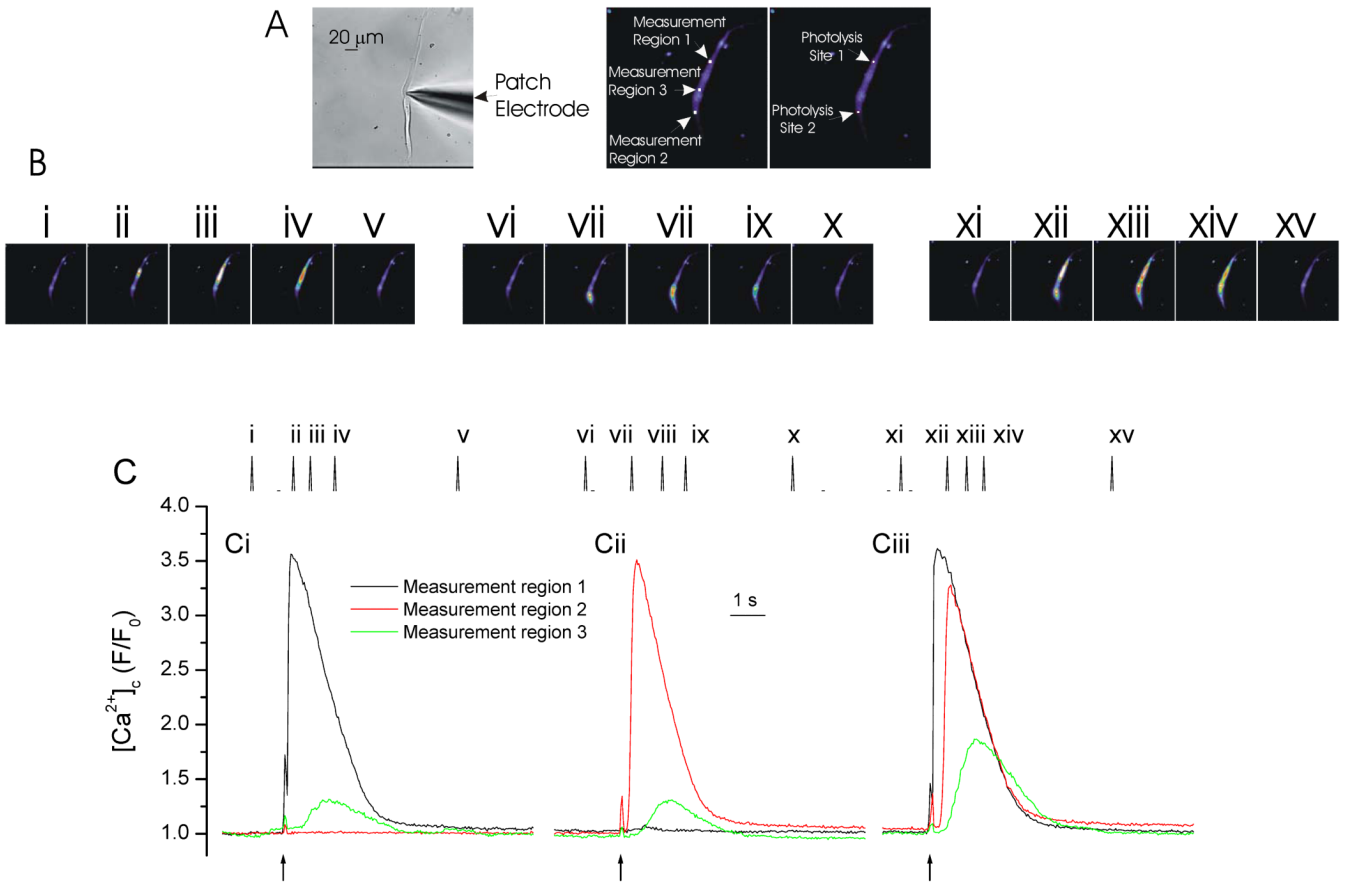 A
20 μm
Patch
Electrode
Measurement
Region 1
Measurement
Region 3
Measurement
Region 2
Photolysis
Site 1
Photolysis
Site 2
B
i ii iii iv v vi vii vii ix x xi xii xiii xiv xv
i ii iii iv v vi vii viii ix x xi xii xiii xiv xv
C
[Ca²⁺]c (F/F₀)
4.0
3.5
3.0
2.5
2.0
1.5
1.0
Ci
Cii
Ciii
Measurement region 1
Measurement region 2
Measurement region 3
1 s